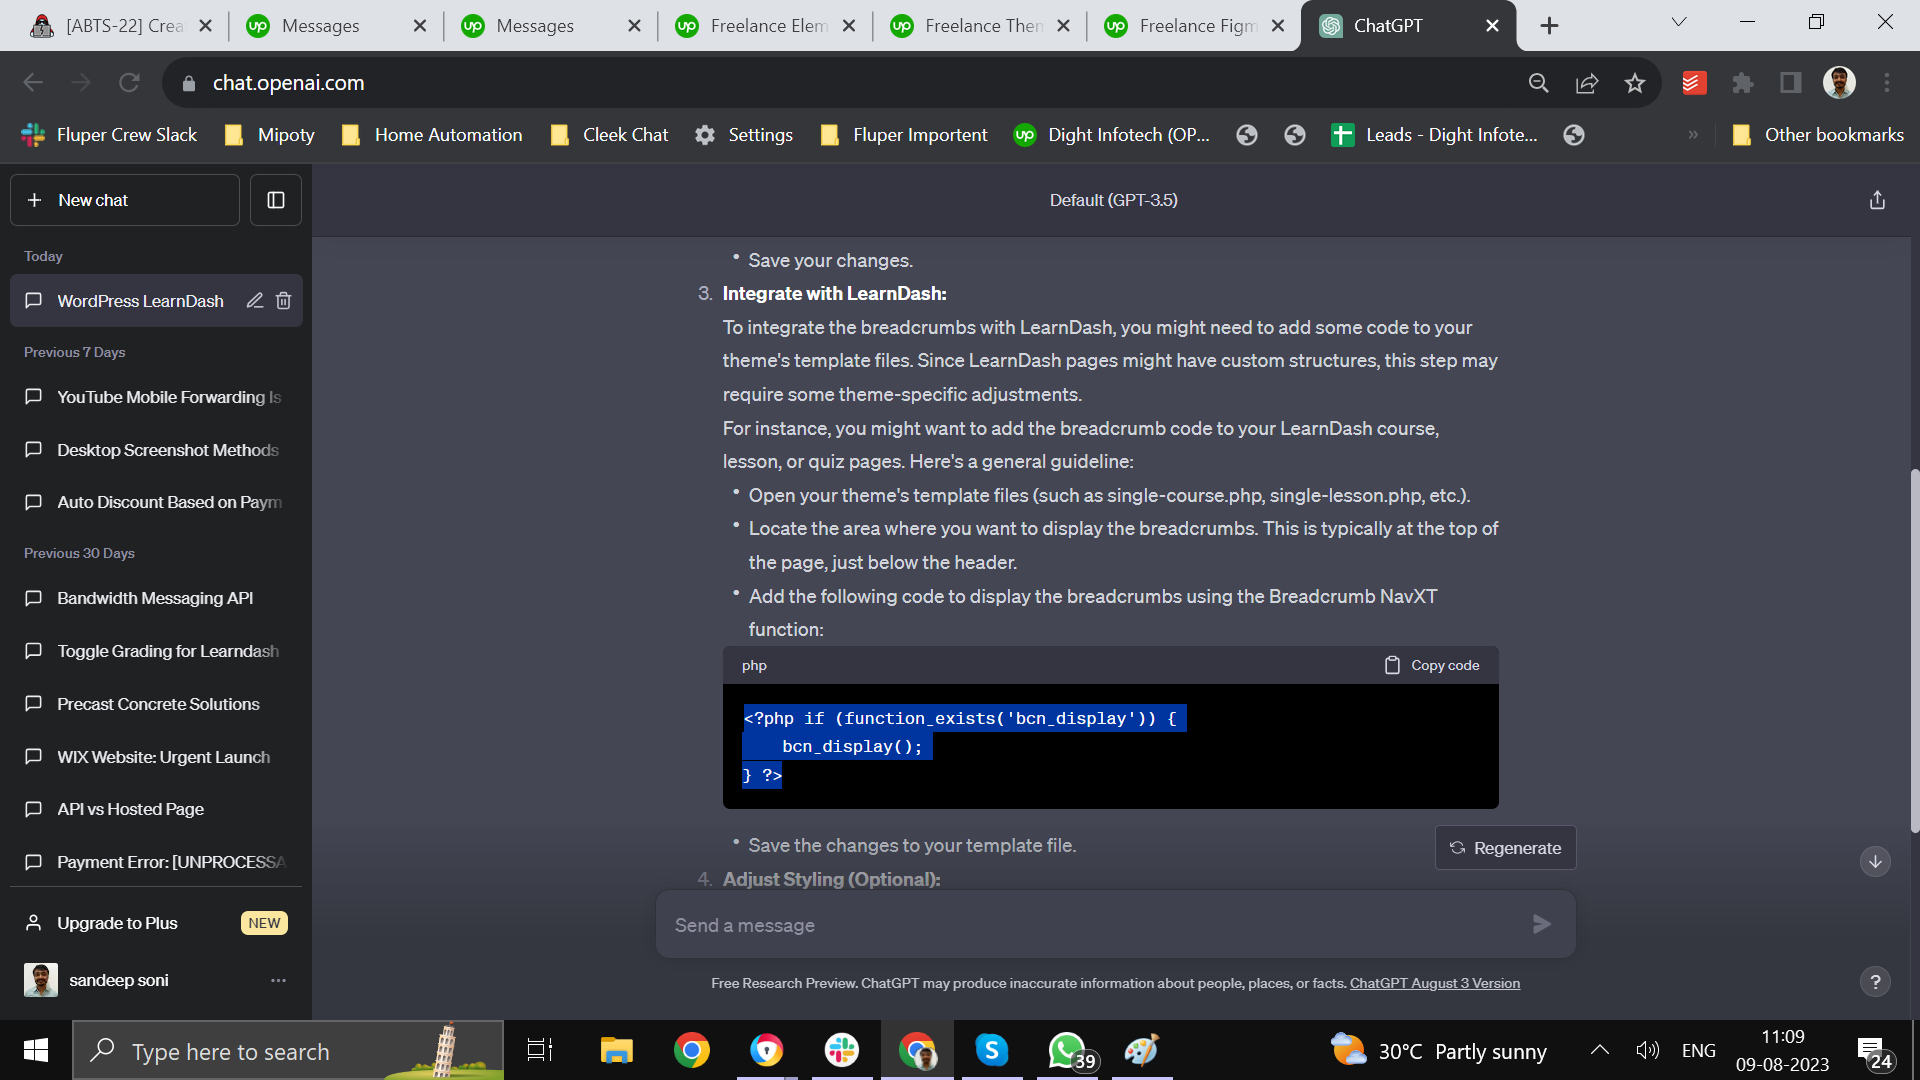 [ABTS-22] Crea
Messages
Messages
Freelance Elem
Freelance Then
Freelance Figm
ChatGPT
chat.openai.com
Fluper Crew Slack
Mipoty
Home Automation
Cleek Chat
Settings
Fluper Importent
Dight Infotech (OP...
Leads - Dight Infote...
»
Other bookmarks
+ New chat
Default (GPT-3.5)
Today
WordPress LearnDash
Previous 7 Days
YouTube Mobile Forwarding Is
Desktop Screenshot Methods
Auto Discount Based on Paym
Previous 30 Days
Bandwidth Messaging API
Toggle Grading for Learndash
Precast Concrete Solutions
WIX Website: Urgent Launch
API vs Hosted Page
Payment Error: [UNPROCESSA
Upgrade to Plus NEW
sandeep soni ...
• Save your changes.
3. Integrate with LearnDash:
To integrate the breadcrumbs with LearnDash, you might need to add some code to your
theme's template files. Since LearnDash pages might have custom structures, this step may
require some theme-specific adjustments.
For instance, you might want to add the breadcrumb code to your LearnDash course,
lesson, or quiz pages. Here's a general guideline:
• Open your theme's template files (such as single-course.php, single-lesson.php, etc.).
• Locate the area where you want to display the breadcrumbs. This is typically at the top of
the page, just below the header.
• Add the following code to display the breadcrumbs using the Breadcrumb NavXT
function:
php
Copy code
<?php if (function_exists('bcn_display')) {
bcn_display();
} ?>
• Save the changes to your template file.
Regenerate
4. Adjust Styling (Optional):
Send a message
Free Research Preview. ChatGPT may produce inaccurate information about people, places, or facts. ChatGPT August 3 Version
?
Type here to search
39
30°C Partly sunny
ENG
11:09
09-08-2023
24